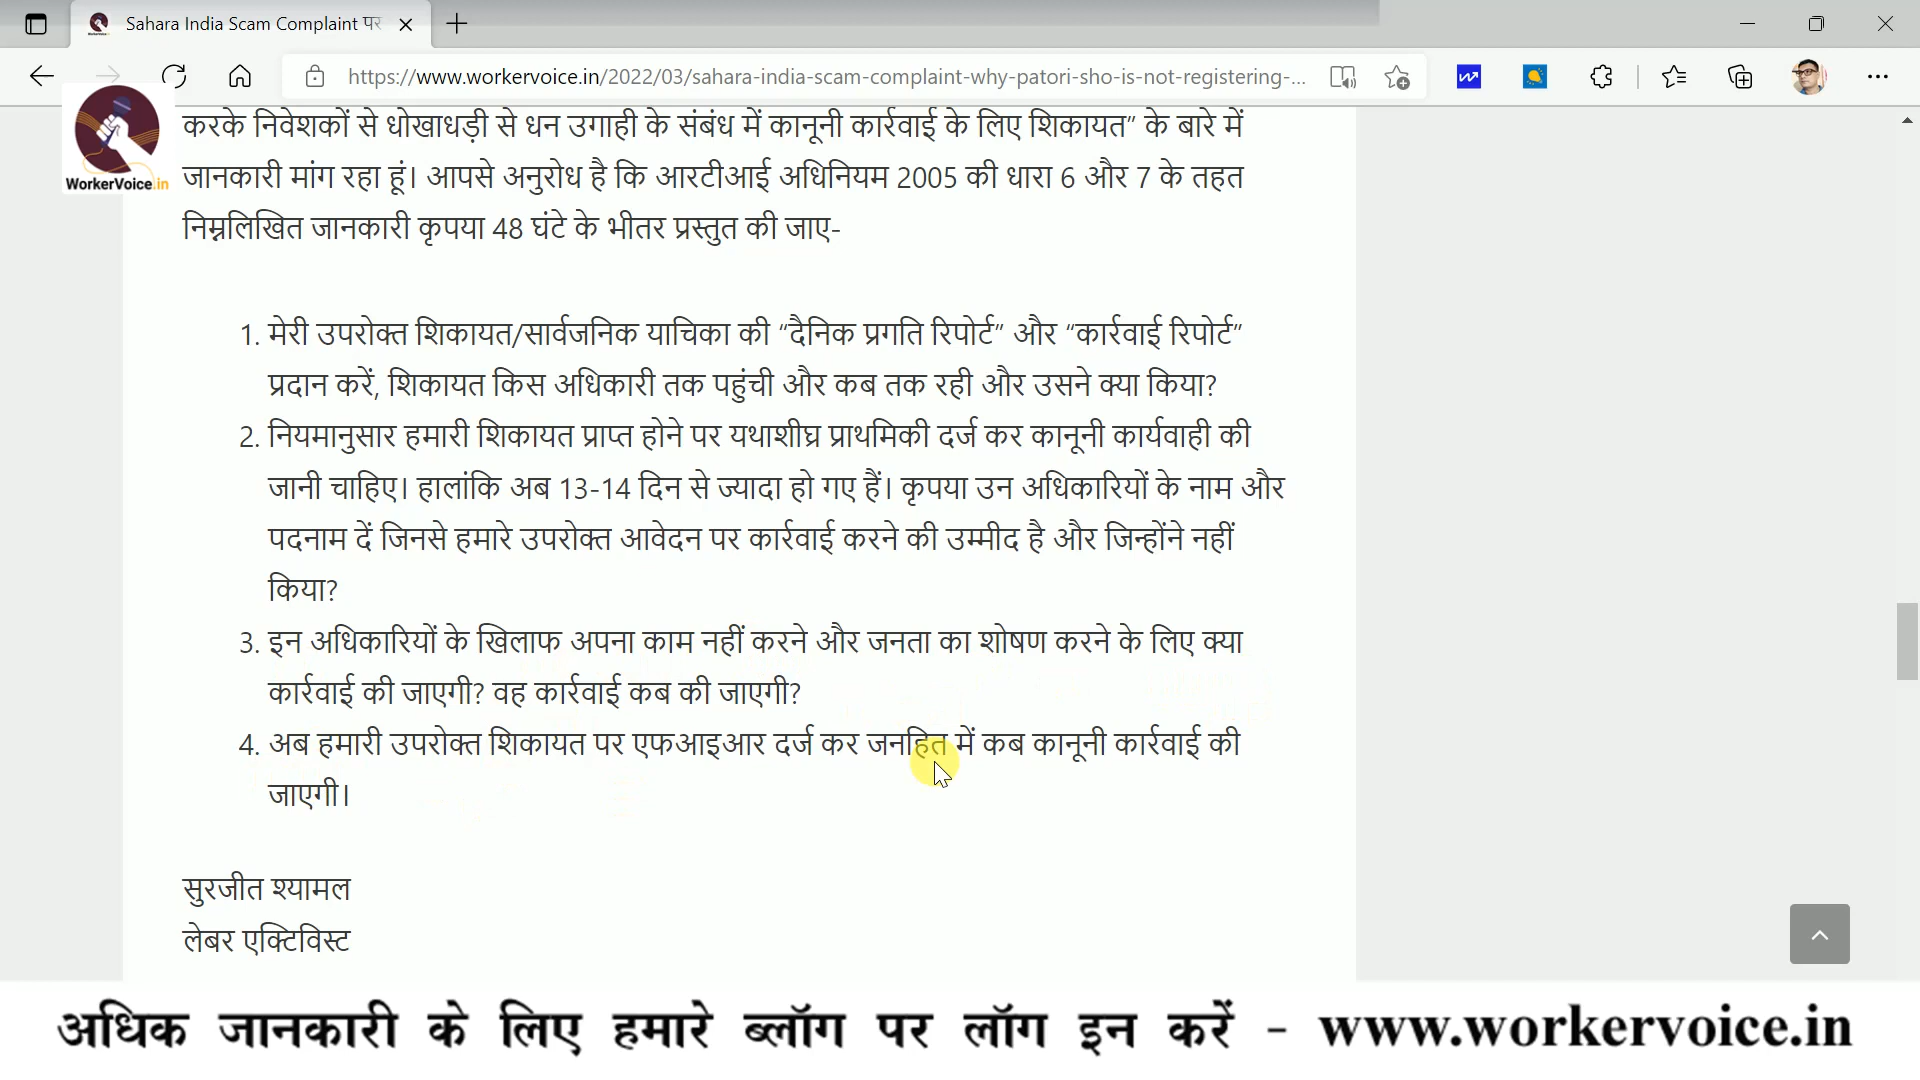 Sahara India Scam Complaint पर
https://www.workervoice.in/2022/03/sahara-india-scam-complaint-why-patori-sho-is-not-registering-...
WorkerVoice.in
करके निवेशकों से धोखाधड़ी से धन उगाही के संबंध में कानूनी कार्रवाई के लिए शिकायत” के बारे में
जानकारी मांग रहा हूं। आपसे अनुरोध है कि आरटीआई अधिनियम 2005 की धारा 6 और 7 के तहत
निम्नलिखित जानकारी कृपया 48 घंटे के भीतर प्रस्तुत की जाए-
1. मेरी उपरोक्त शिकायत/सार्वजनिक याचिका की “दैनिक प्रगति रिपोर्ट” और “कार्रवाई रिपोर्ट”
प्रदान करें, शिकायत किस अधिकारी तक पहुंची और कब तक रही और उसने क्या किया?
2. नियमानुसार हमारी शिकायत प्राप्त होने पर यथाशीघ्र प्राथमिकी दर्ज कर कानूनी कार्यवाही की
जानी चाहिए। हालांकि अब 13-14 दिन से ज्यादा हो गए हैं। कृपया उन अधिकारियों के नाम और
पदनाम दें जिनसे हमारे उपरोक्त आवेदन पर कार्रवाई करने की उम्मीद है और जिन्होंने नहीं
किया?
3. इन अधिकारियों के खिलाफ अपना काम नहीं करने और जनता का शोषण करने के लिए क्या
कार्रवाई की जाएगी? वह कार्रवाई कब की जाएगी?
4. अब हमारी उपरोक्त शिकायत पर एफआइआर दर्ज कर जनहित में कब कानूनी कार्रवाई की
जाएगी।
सुरजीत श्यामल
लेबर एक्टिविस्ट
अधिक जानकारी के लिए हमारे ब्लॉग पर लॉग इन करें - www.workervoice.in